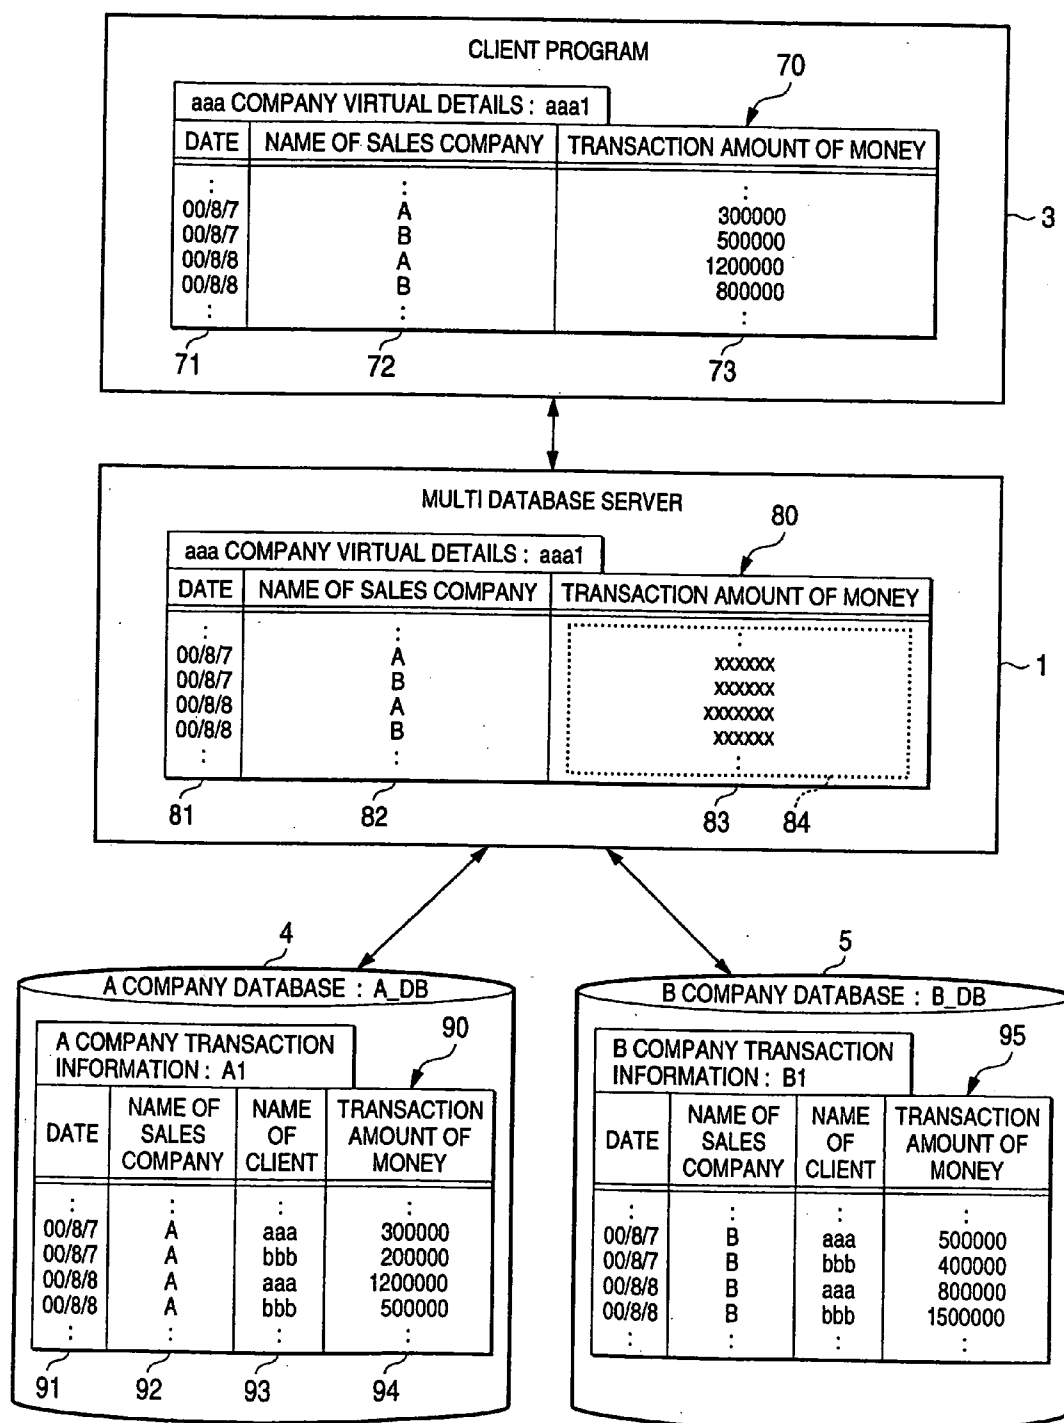 CLIENT PROGRAM
70
aaa COMPANY VIRTUAL DETAILS : aaa1
DATE NAME OF SALES COMPANY TRANSACTION AMOUNT OF MONEY
: : :
00/8/7 A 300000
00/8/7 B 500000
00/8/8 A 1200000
00/8/8 B 800000
: : :
3
71 72 73
MULTI DATABASE SERVER
80
aaa COMPANY VIRTUAL DETAILS : aaa1
DATE NAME OF SALES COMPANY TRANSACTION AMOUNT OF MONEY
: : :
00/8/7 A xxxxxx
00/8/7 B xxxxxx
00/8/8 A xxxxxxx
00/8/8 B xxxxxx
: : :
1
81 82 83 84
4
A COMPANY DATABASE : A_DB
90
A COMPANY TRANSACTION
INFORMATION : A1
DATE NAME OF SALES COMPANY NAME OF CLIENT TRANSACTION AMOUNT OF MONEY
: : : :
00/8/7 A aaa 300000
00/8/7 A bbb 200000
00/8/8 A aaa 1200000
00/8/8 A bbb 500000
: : : :
91 92 93 94
5
B COMPANY DATABASE : B_DB
95
B COMPANY TRANSACTION
INFORMATION : B1
DATE NAME OF SALES COMPANY NAME OF CLIENT TRANSACTION AMOUNT OF MONEY
: : : :
00/8/7 B aaa 500000
00/8/7 B bbb 400000
00/8/8 B aaa 800000
00/8/8 B bbb 1500000
: : : :